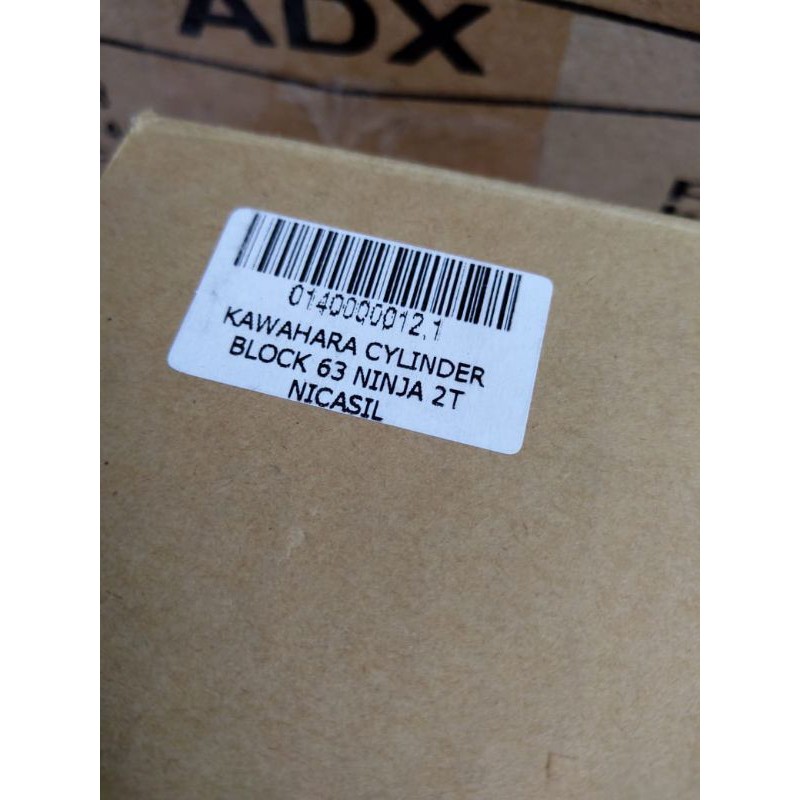 ADX
0140000012.1
KAWAHARA CYLINDER
BLOCK 63 NINJA 2T
NICASIL